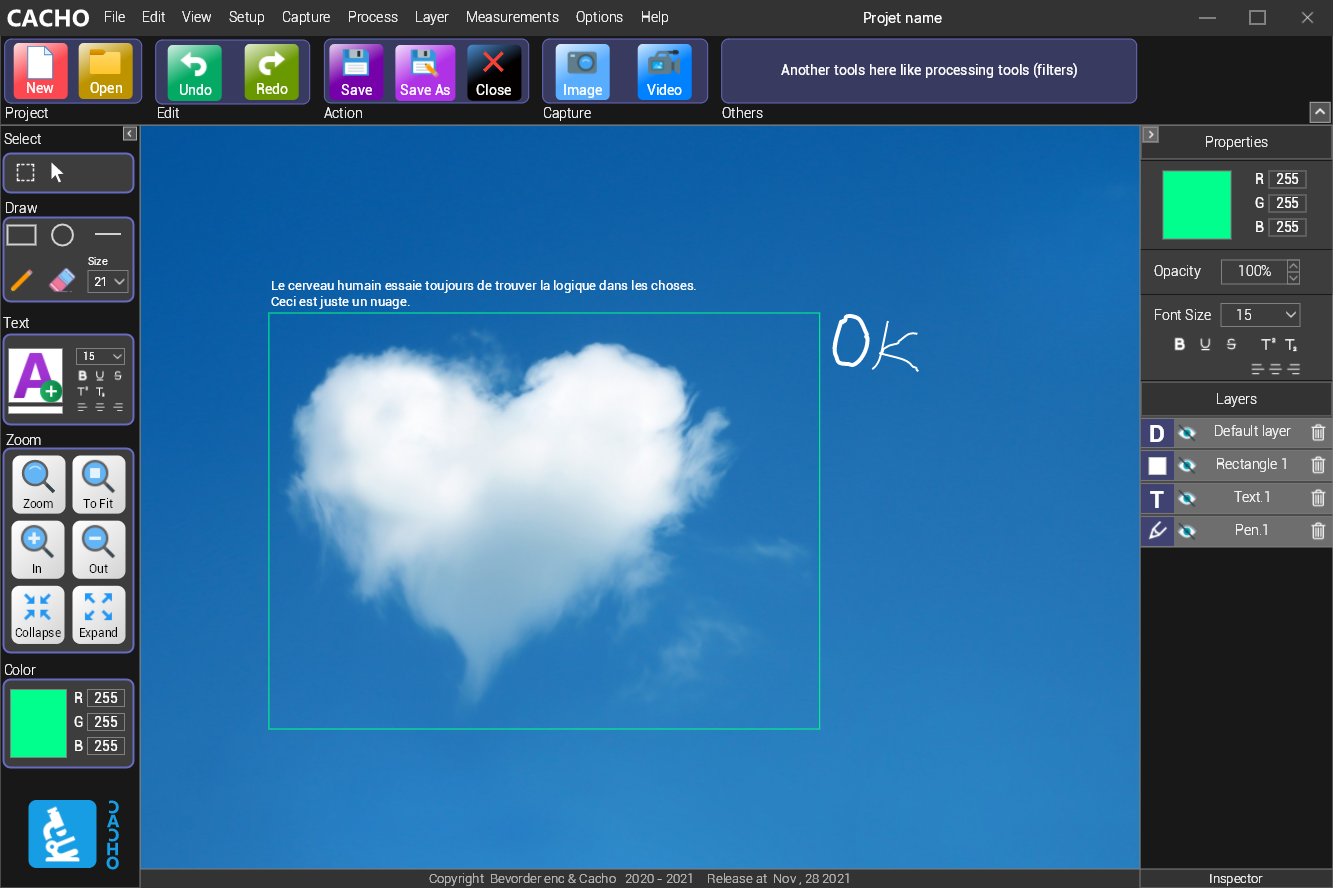 CACHO File Edit View Setup Capture Process Layer Measurements Options Help Projet name
New Open Undo Redo Save Save As Close Image Video Another tools here like processing tools (filters)
Project Edit Action Capture Others
Select
Draw
Size
21
Text
15
A
B U S
T² T₂
Zoom
Zoom To Fit
In Out
Collapse Expand
Color
R 255
G 255
B 255
CACHO
Le cerveau humain essaie toujours de trouver la logique dans les choses.
Ceci est juste un nuage.
OK
Properties
R 255
G 255
B 255
Opacity 100%
Font Size 15
B U S T² T₂
Layers
D Default layer
Rectangle 1
T Text.1
Pen.1
Copyright Bevorder enc & Cacho 2020 - 2021 Release at Nov , 28 2021
Inspector